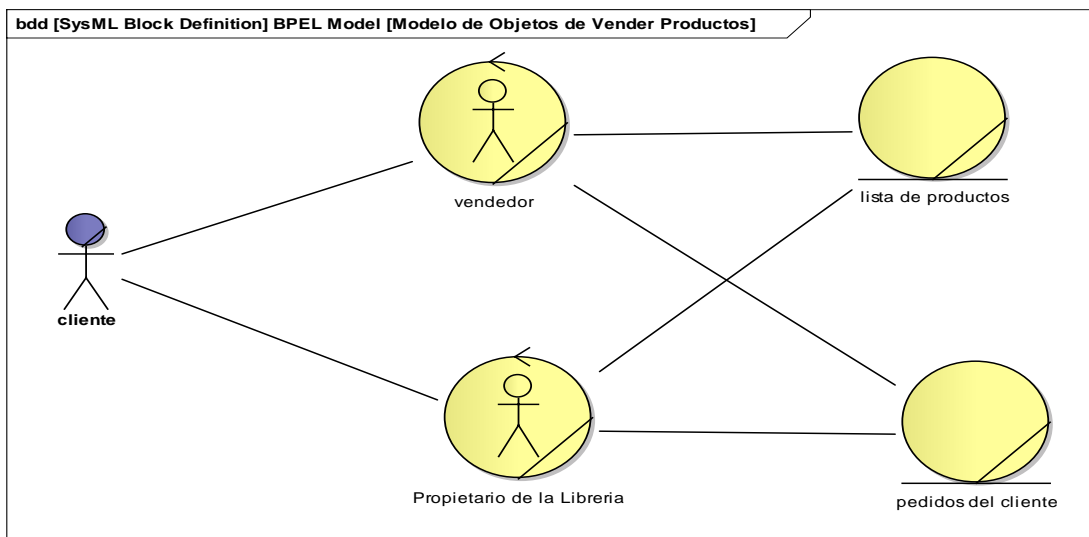 bdd [SysML Block Definition] BPEL Model [Modelo de Objetos de Vender Productos]
vendedor
lista de productos
cliente
Propietario de la Libreria
pedidos del cliente